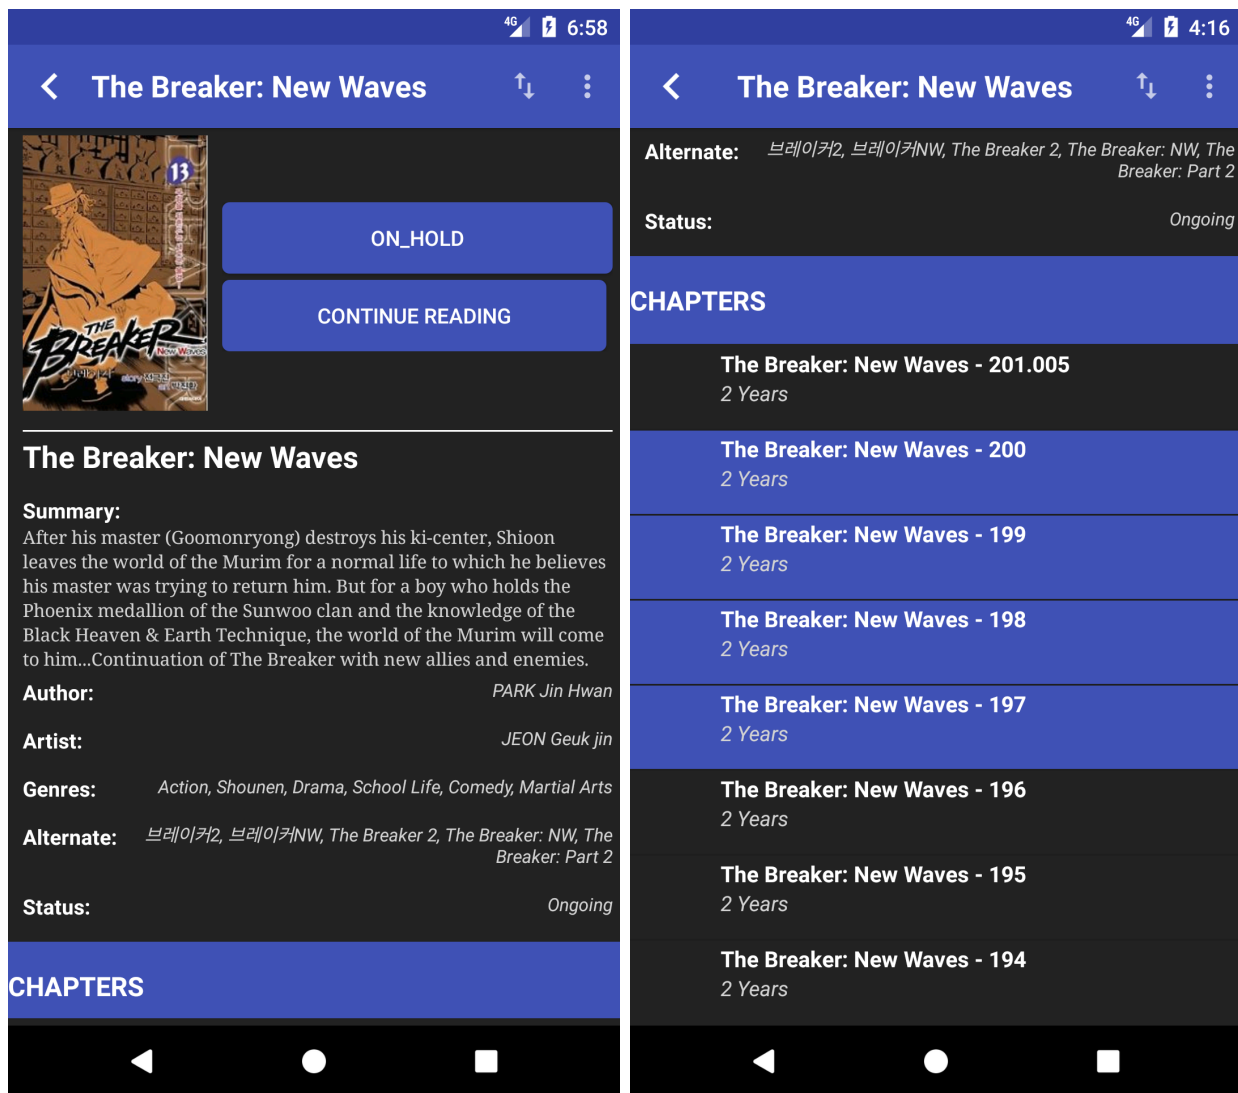 4G 6:58
The Breaker: New Waves
13
THE
BREAKER
New Waves
story
ON_HOLD
CONTINUE READING
The Breaker: New Waves
Summary:
After his master (Goomonryong) destroys his ki-center, Shioon
leaves the world of the Murim for a normal life to which he believes
his master was trying to return him. But for a boy who holds the
Phoenix medallion of the Sunwoo clan and the knowledge of the
Black Heaven & Earth Technique, the world of the Murim will come
to him...Continuation of The Breaker with new allies and enemies.
Author: PARK Jin Hwan
Artist: JEON Geuk jin
Genres: Action, Shounen, Drama, School Life, Comedy, Martial Arts
Alternate: 브레이커2, 브레이커NW, The Breaker 2, The Breaker: NW, The
Breaker: Part 2
Status: Ongoing
CHAPTERS
4G 4:16
The Breaker: New Waves
Alternate: 브레이커2, 브레이커NW, The Breaker 2, The Breaker: NW, The
Breaker: Part 2
Status: Ongoing
CHAPTERS
The Breaker: New Waves - 201.005
2 Years
The Breaker: New Waves - 200
2 Years
The Breaker: New Waves - 199
2 Years
The Breaker: New Waves - 198
2 Years
The Breaker: New Waves - 197
2 Years
The Breaker: New Waves - 196
2 Years
The Breaker: New Waves - 195
2 Years
The Breaker: New Waves - 194
2 Years